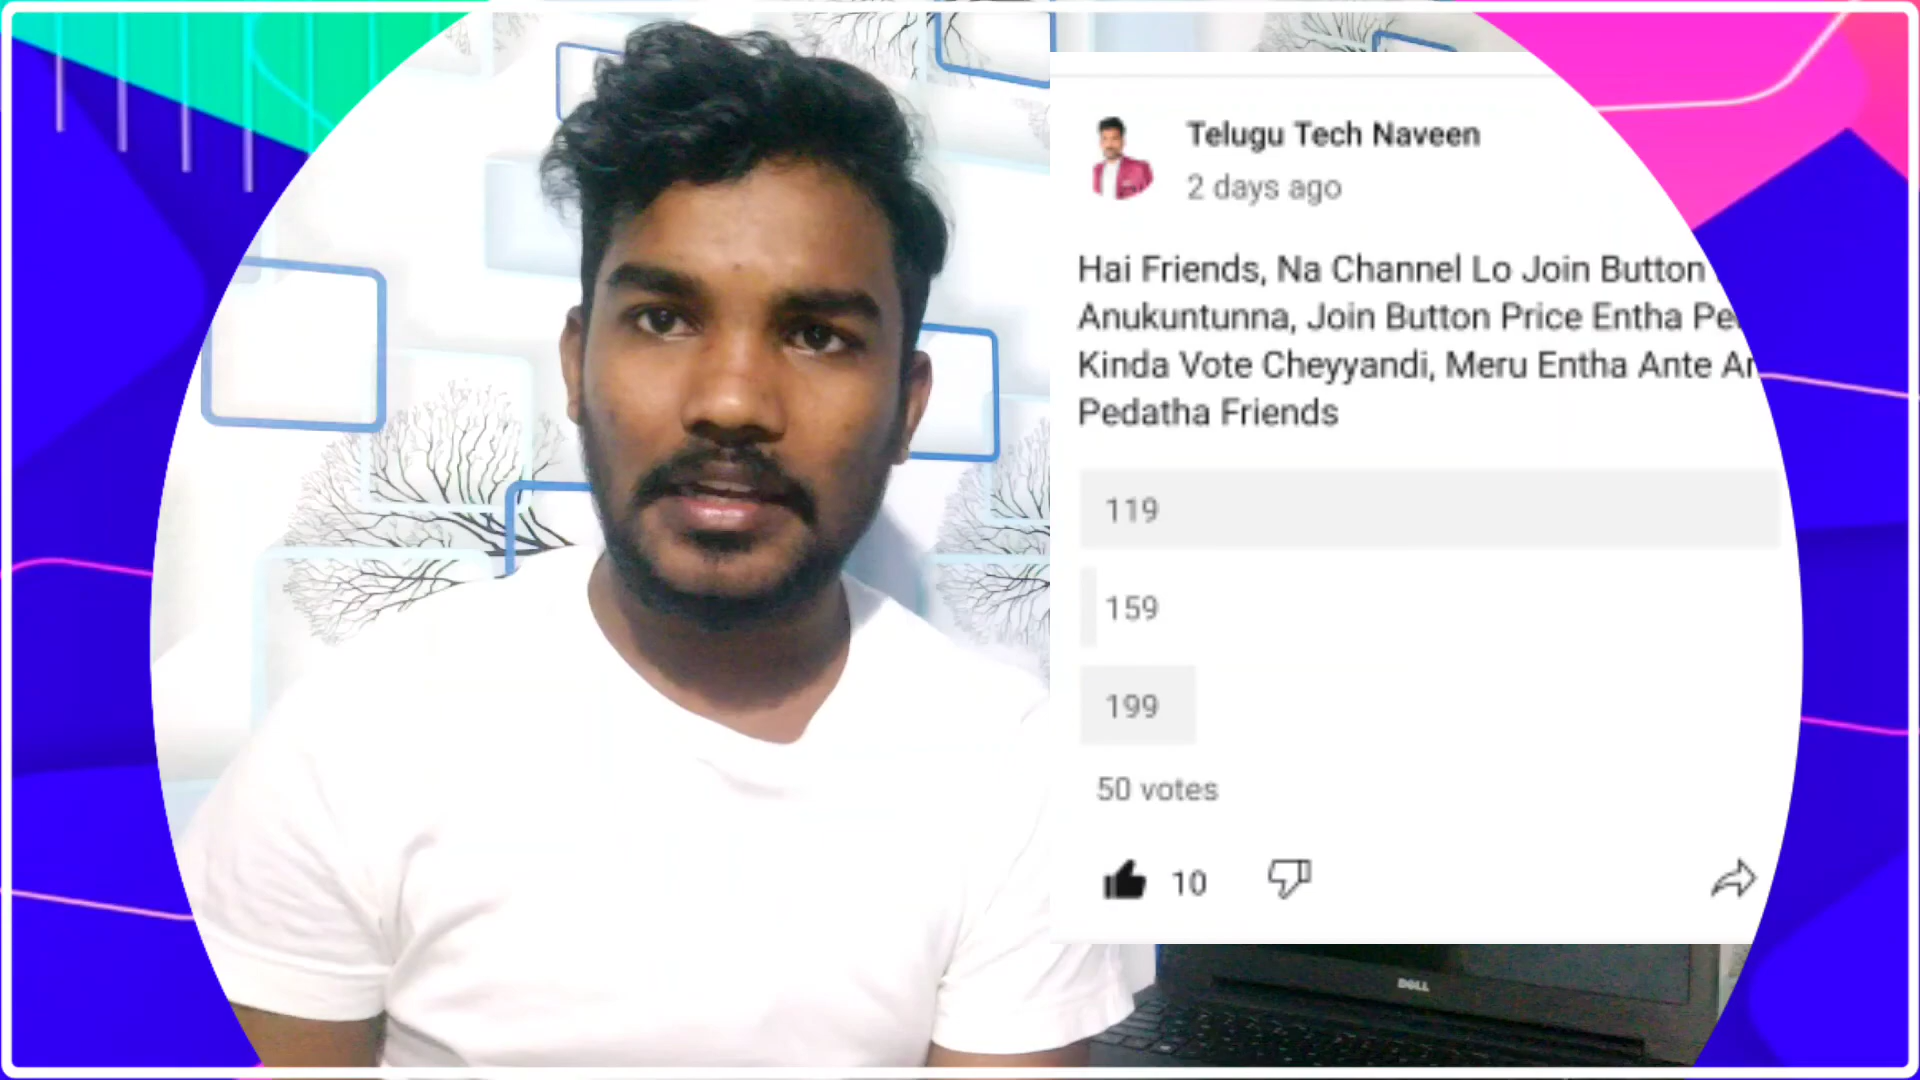 Telugu Tech Naveen
2 days ago
Hai Friends, Na Channel Lo Join Button
Anukuntunna, Join Button Price Entha
Kinda Vote Cheyyandi, Meru Entha Ante
Pedatha Friends
119
159
199
50 votes
10
DELL